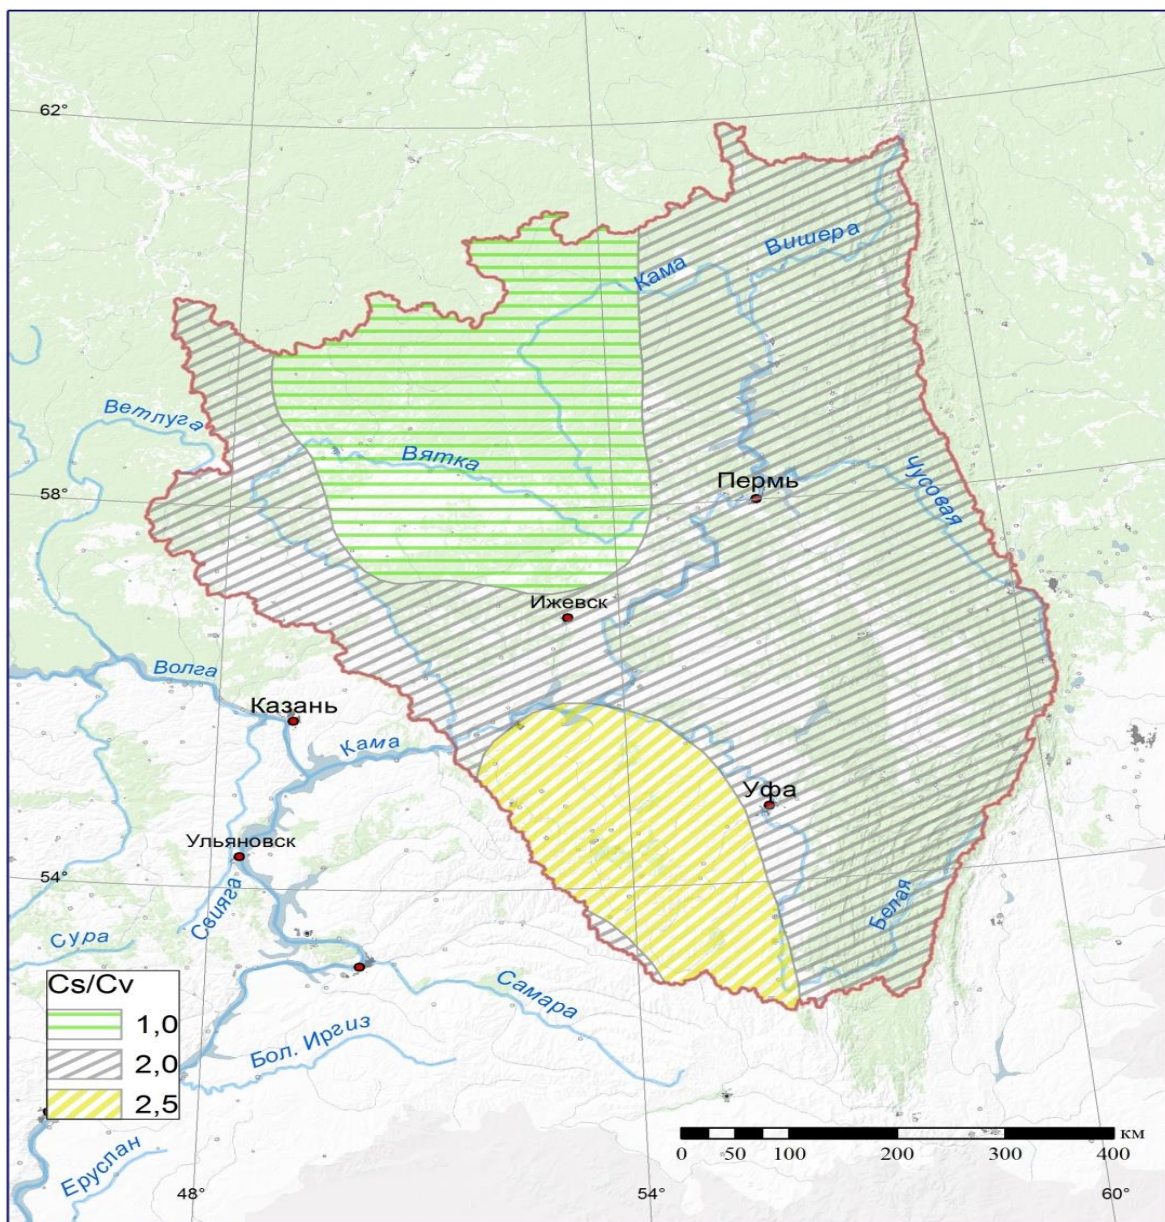 62°
Вишера
Кама
Ветлуга
Вятка
58°
Пермь
Чусовая
Ижевск
Волга
Казань
Кама
Уфа
Ульяновск
54°
Свияга
Белая
Сура
Cs/Cv
Самара
1,0
Бол. Иргиз
2,0
2,5
км
0 50 100 200 300 400
Еруслан
48° 54° 60°